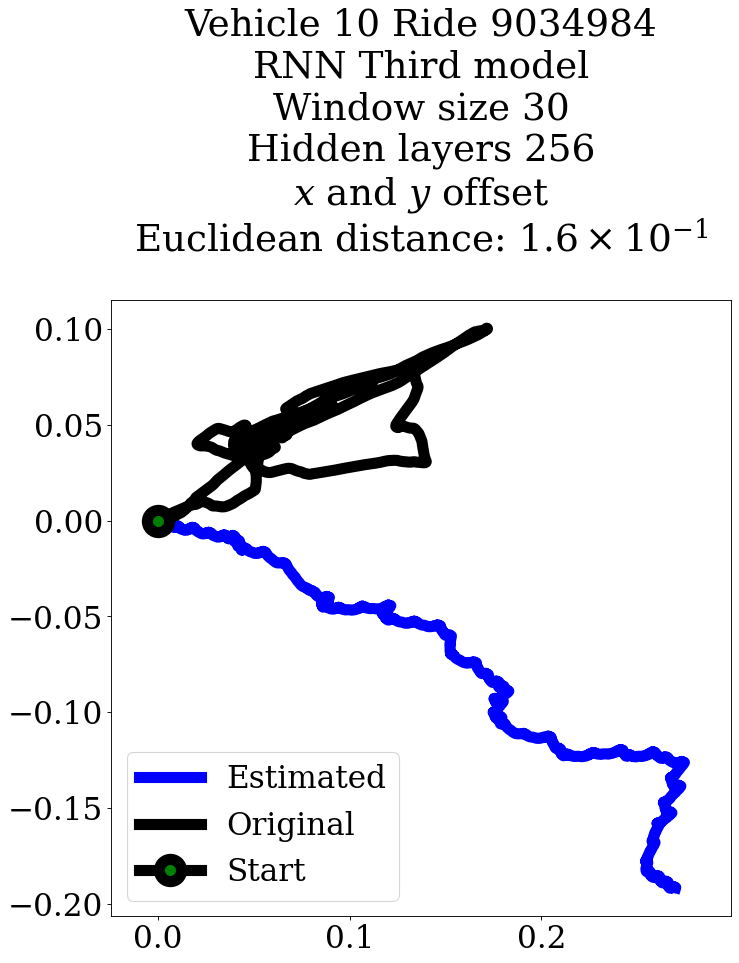 Vehicle 10 Ride 9034984
RNN Third model
Window size 30
Hidden layers 256
x and y offset
Euclidean distance: 1.6 × 10⁻¹
0.10
0.05
0.00
−0.05
−0.10
−0.15
−0.20
Estimated
Original
Start
0.0 0.1 0.2